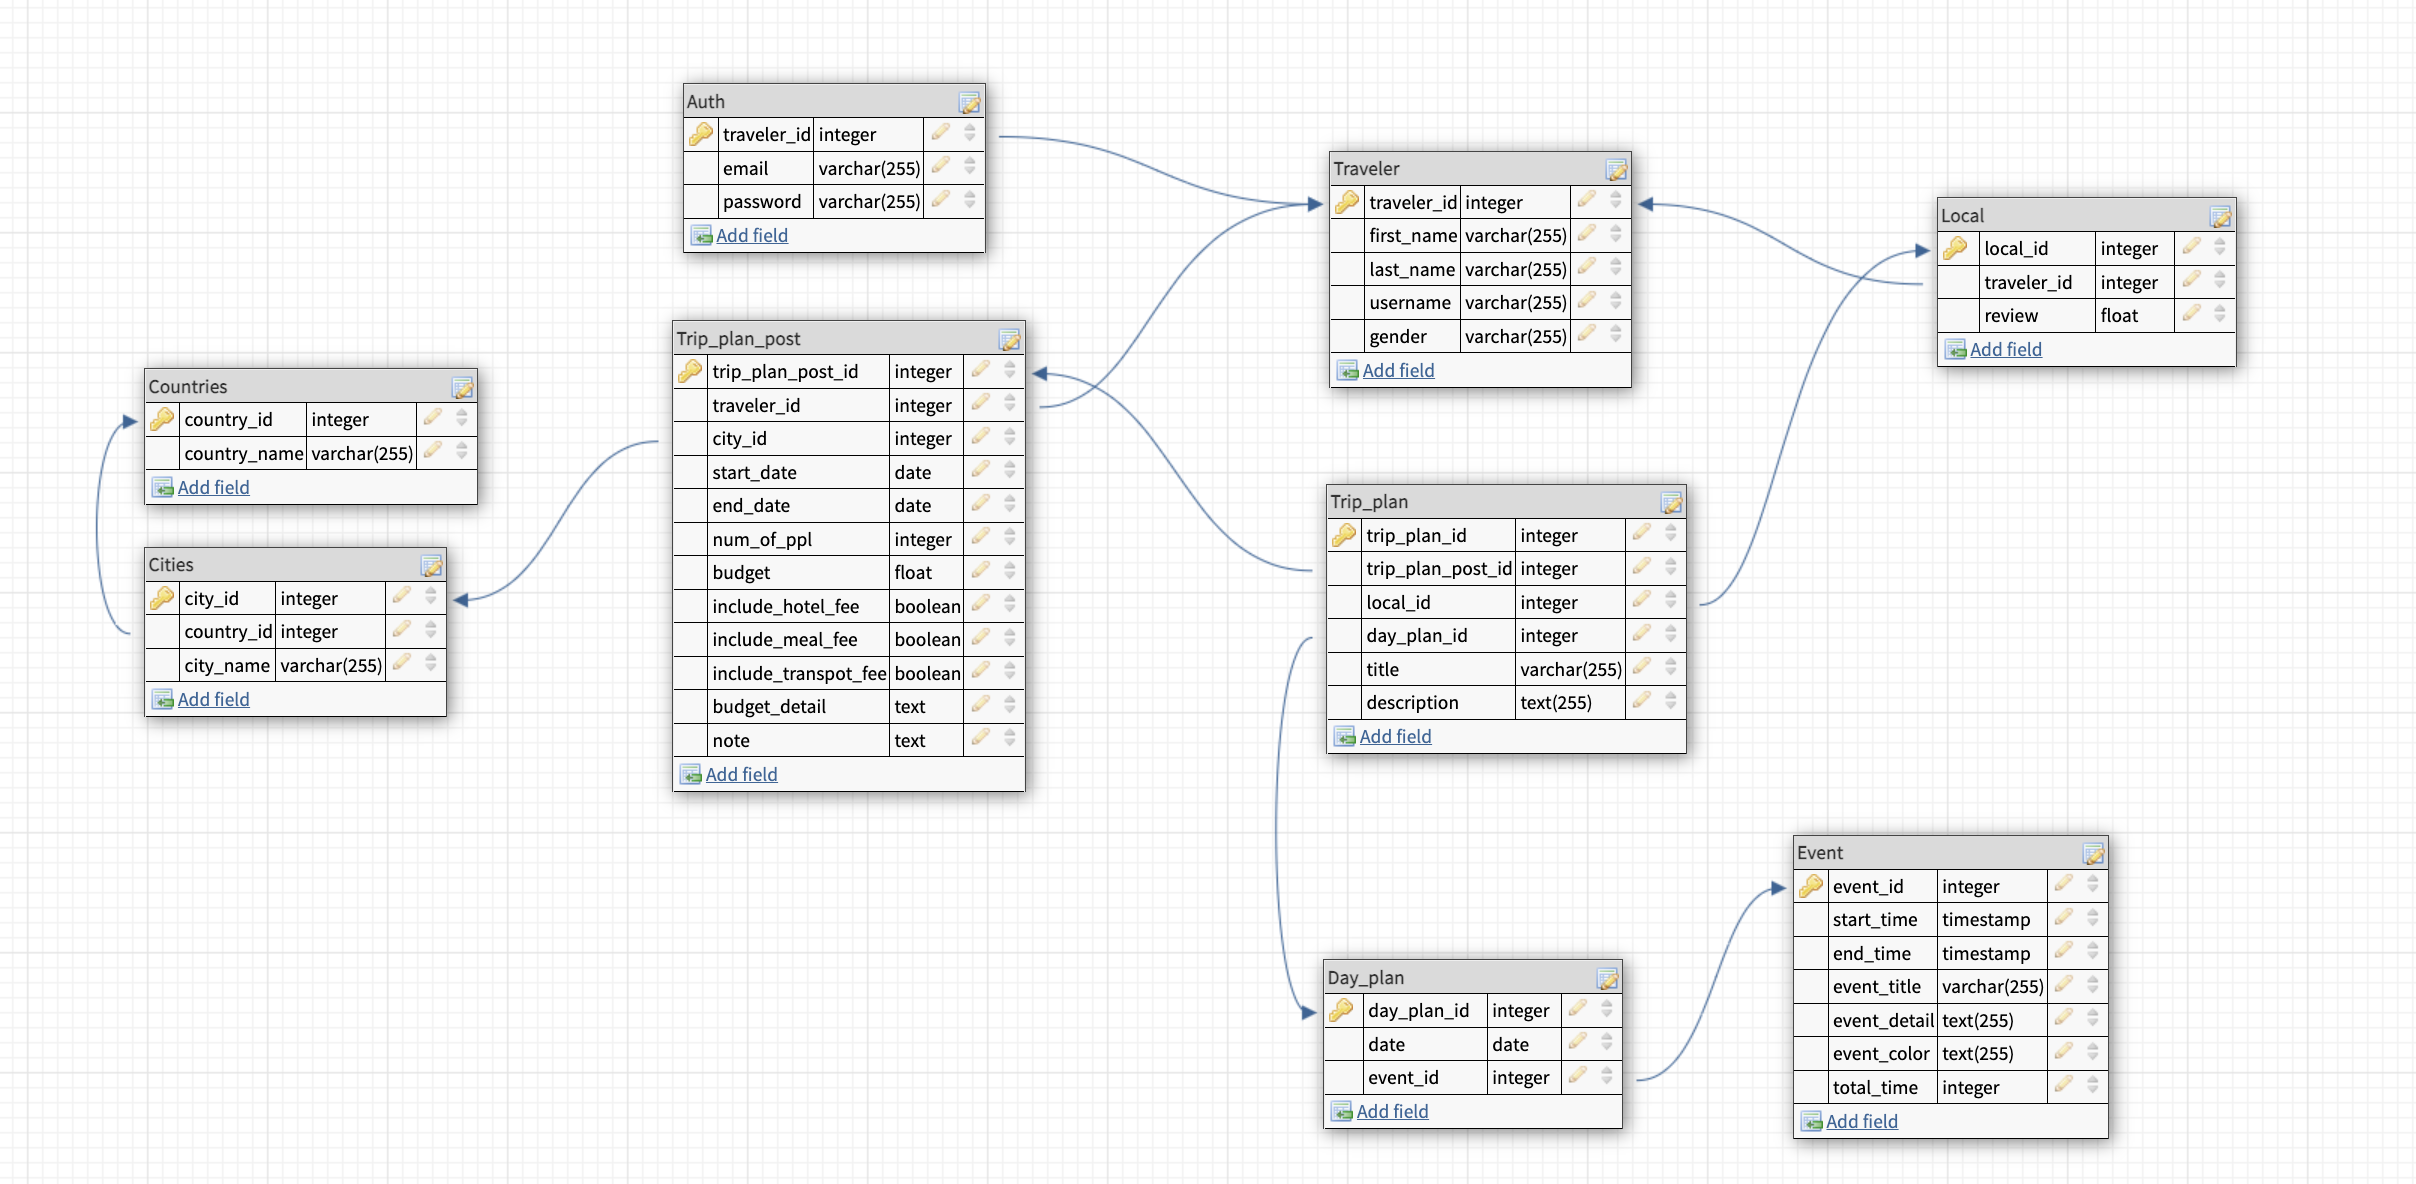 Auth
traveler_id integer
email varchar(255)
password varchar(255)
Add field
Traveler
traveler_id integer
first_name varchar(255)
last_name varchar(255)
username varchar(255)
gender varchar(255)
Add field
Local
local_id integer
traveler_id integer
review float
Add field
Trip_plan_post
trip_plan_post_id integer
traveler_id integer
city_id integer
start_date date
end_date date
num_of_ppl integer
budget float
include_hotel_fee boolean
include_meal_fee boolean
include_transpot_fee boolean
budget_detail text
note text
Add field
Countries
country_id integer
country_name varchar(255)
Add field
Cities
city_id integer
country_id integer
city_name varchar(255)
Add field
Trip_plan
trip_plan_id integer
trip_plan_post_id integer
local_id integer
day_plan_id integer
title varchar(255)
description text(255)
Add field
Event
event_id integer
start_time timestamp
end_time timestamp
event_title varchar(255)
event_detail text(255)
event_color text(255)
total_time integer
Add field
Day_plan
day_plan_id integer
date date
event_id integer
Add field